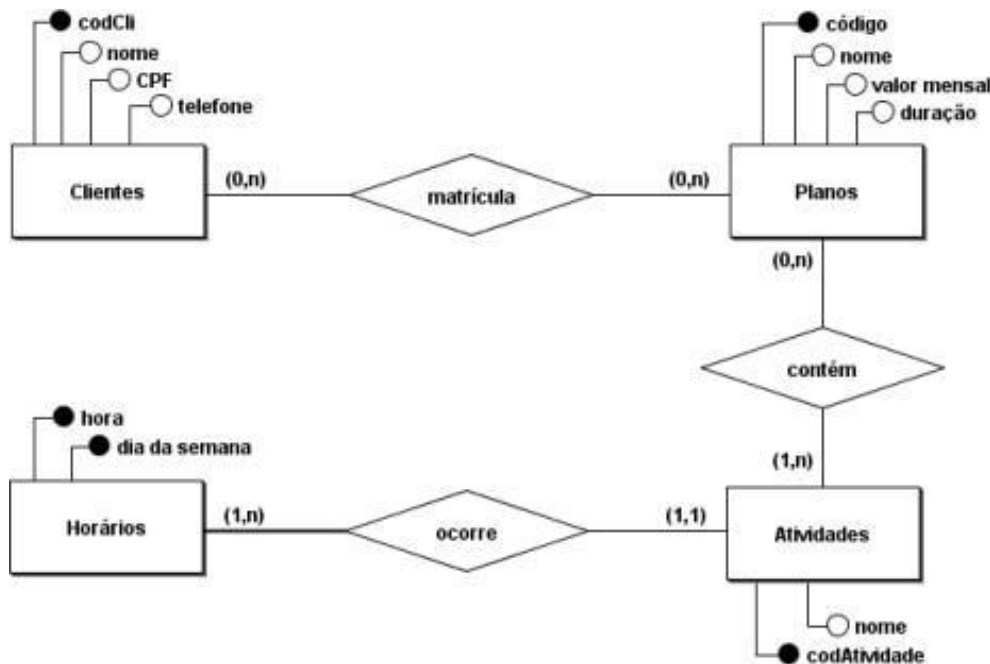 codCli
nome
CPF
telefone
Clientes
(0,n)
matrícula
(0,n)
código
nome
valor mensal
duração
Planos
(0,n)
contém
(1,n)
hora
dia da semana
Horários
(1,n)
ocorre
(1,1)
Atividades
nome
codAtividade